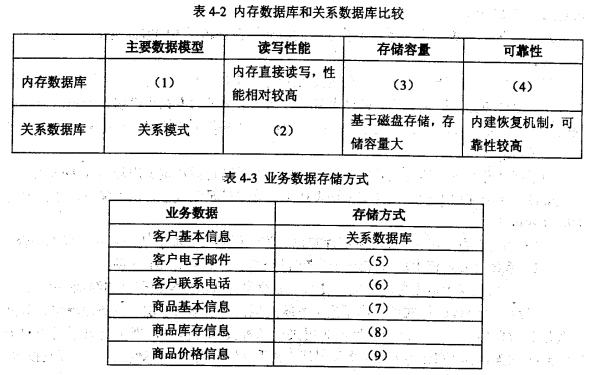 表 4-2 内存数据库和关系数据库比较
主要数据模型 读写性能 存储容量 可靠性
内存数据库 （1） 内存直接读写，性能相对较高 （3） （4）
关系数据库 关系模式 （2） 基于磁盘存储，存储容量大 内建恢复机制，可靠性较高
表 4-3 业务数据存储方式
业务数据 存储方式
客户基本信息 关系数据库
客户电子邮件 （5）
客户联系电话 （6）
商品基本信息 （7）
商品库存信息 （8）
商品价格信息 （9）